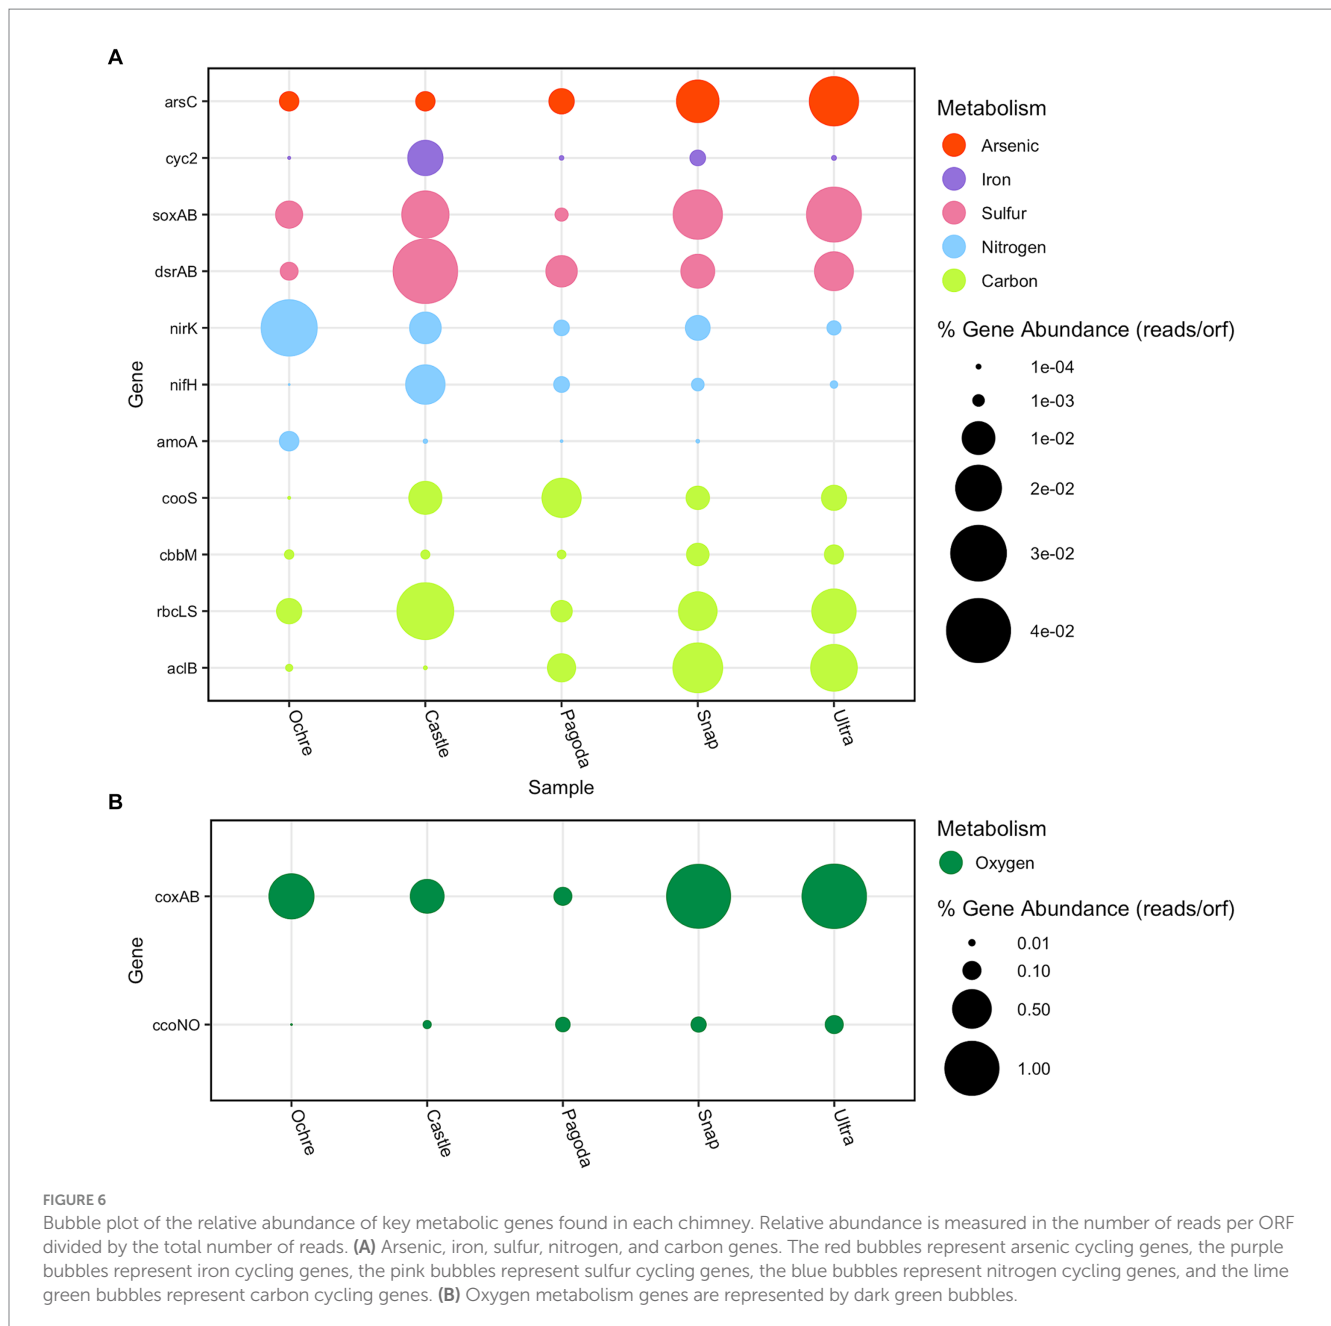 A
arsC
cyc2
soxAB
dsrAB
nirK
nifH
amoA
cooS
cbbM
rbcLS
aclB
Gene
Ochre
Castle
Pagoda
Snap
Ultra
Sample
Metabolism
Arsenic
Iron
Sulfur
Nitrogen
Carbon
% Gene Abundance (reads/orf)
1e-04
1e-03
1e-02
2e-02
3e-02
4e-02
B
coxAB
ccoNO
Gene
Ochre
Castle
Pagoda
Snap
Ultra
Metabolism
Oxygen
% Gene Abundance (reads/orf)
0.01
0.10
0.50
1.00
FIGURE 6
Bubble plot of the relative abundance of key metabolic genes found in each chimney. Relative abundance is measured in the number of reads per ORF
divided by the total number of reads. (A) Arsenic, iron, sulfur, nitrogen, and carbon genes. The red bubbles represent arsenic cycling genes, the purple
bubbles represent iron cycling genes, the pink bubbles represent sulfur cycling genes, the blue bubbles represent nitrogen cycling genes, and the lime
green bubbles represent carbon cycling genes. (B) Oxygen metabolism genes are represented by dark green bubbles.